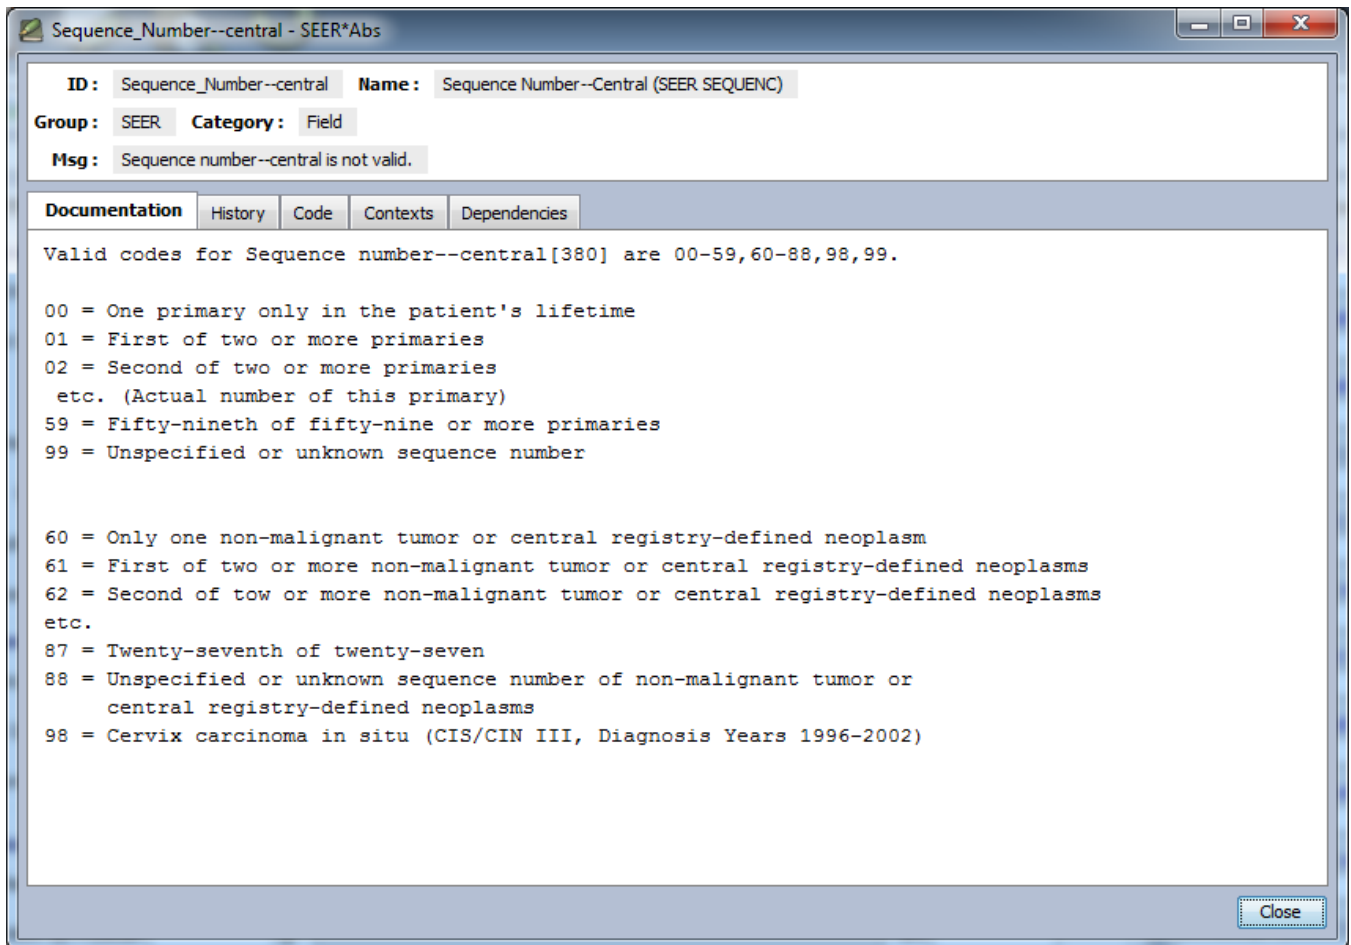 Sequence_Number--central - SEER*Abs
ID : Sequence_Number--central Name : Sequence Number--Central (SEER SEQUENC)
Group : SEER Category : Field
Msg : Sequence number--central is not valid.
Documentation History Code Contexts Dependencies
Valid codes for Sequence number--central[380] are 00-59,60-88,98,99.
00 = One primary only in the patient's lifetime
01 = First of two or more primaries
02 = Second of two or more primaries
etc. (Actual number of this primary)
59 = Fifty-nineth of fifty-nine or more primaries
99 = Unspecified or unknown sequence number
60 = Only one non-malignant tumor or central registry-defined neoplasm
61 = First of two or more non-malignant tumor or central registry-defined neoplasms
62 = Second of tow or more non-malignant tumor or central registry-defined neoplasms
etc.
87 = Twenty-seventh of twenty-seven
88 = Unspecified or unknown sequence number of non-malignant tumor or
central registry-defined neoplasms
98 = Cervix carcinoma in situ (CIS/CIN III, Diagnosis Years 1996-2002)
Close